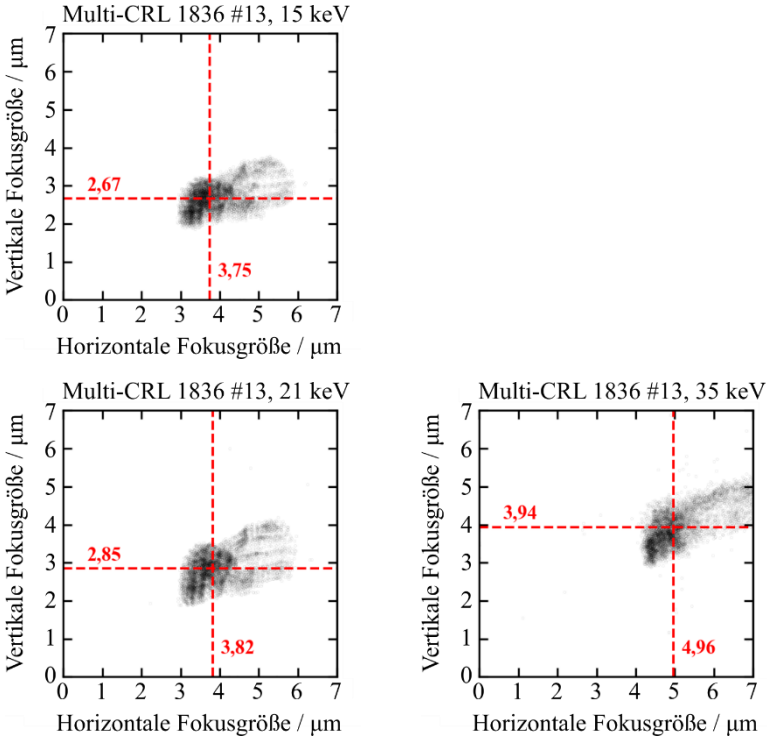 Multi-CRL 1836 #13, 15 keV
Vertikale Fokusgröße / µm
7
6
5
4
3
2
1
0
2,67
3,75
0 1 2 3 4 5 6 7
Horizontale Fokusgröße / µm
Multi-CRL 1836 #13, 21 keV
Vertikale Fokusgröße / µm
7
6
5
4
3
2
1
0
2,85
3,82
0 1 2 3 4 5 6 7
Horizontale Fokusgröße / µm
Multi-CRL 1836 #13, 35 keV
Vertikale Fokusgröße / µm
7
6
5
4
3
2
1
0
3,94
4,96
0 1 2 3 4 5 6 7
Horizontale Fokusgröße / µm